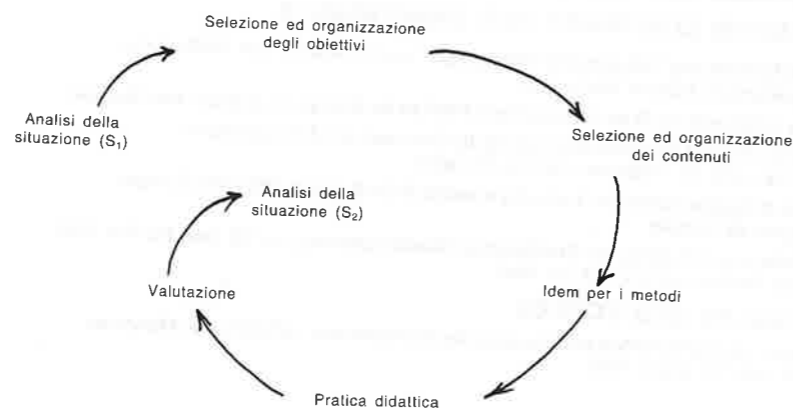 Selezione ed organizzazione
degli obiettivi
Analisi della
situazione (S₁)
Selezione ed organizzazione
dei contenuti
Analisi della
situazione (S₂)
Valutazione
Idem per i metodi
Pratica didattica